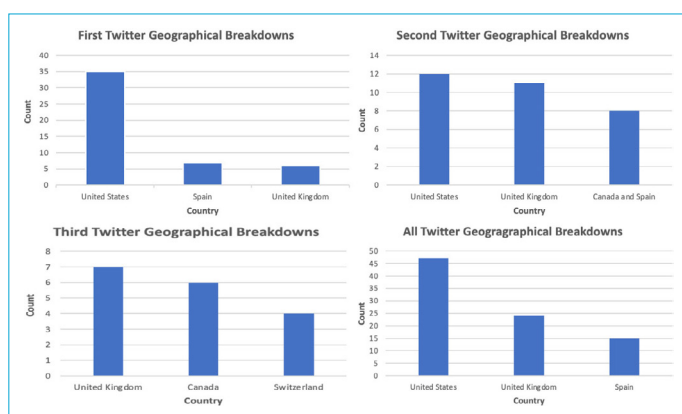 First Twitter Geographical Breakdowns
40
35
30
25
20
15
10
5
0
Count
United States
Spain
United Kingdom
Country
Second Twitter Geographical Breakdowns
14
12
10
8
6
4
2
0
Count
United States
United Kingdom
Canada and Spain
Country
Third Twitter Geographical Breakdowns
8
7
6
5
4
3
2
1
0
Count
United Kingdom
Canada
Switzerland
Country
All Twitter Geogragraphical Breakdowns
50
45
40
35
30
25
20
15
10
5
0
Count
United States
United Kingdom
Spain
Country